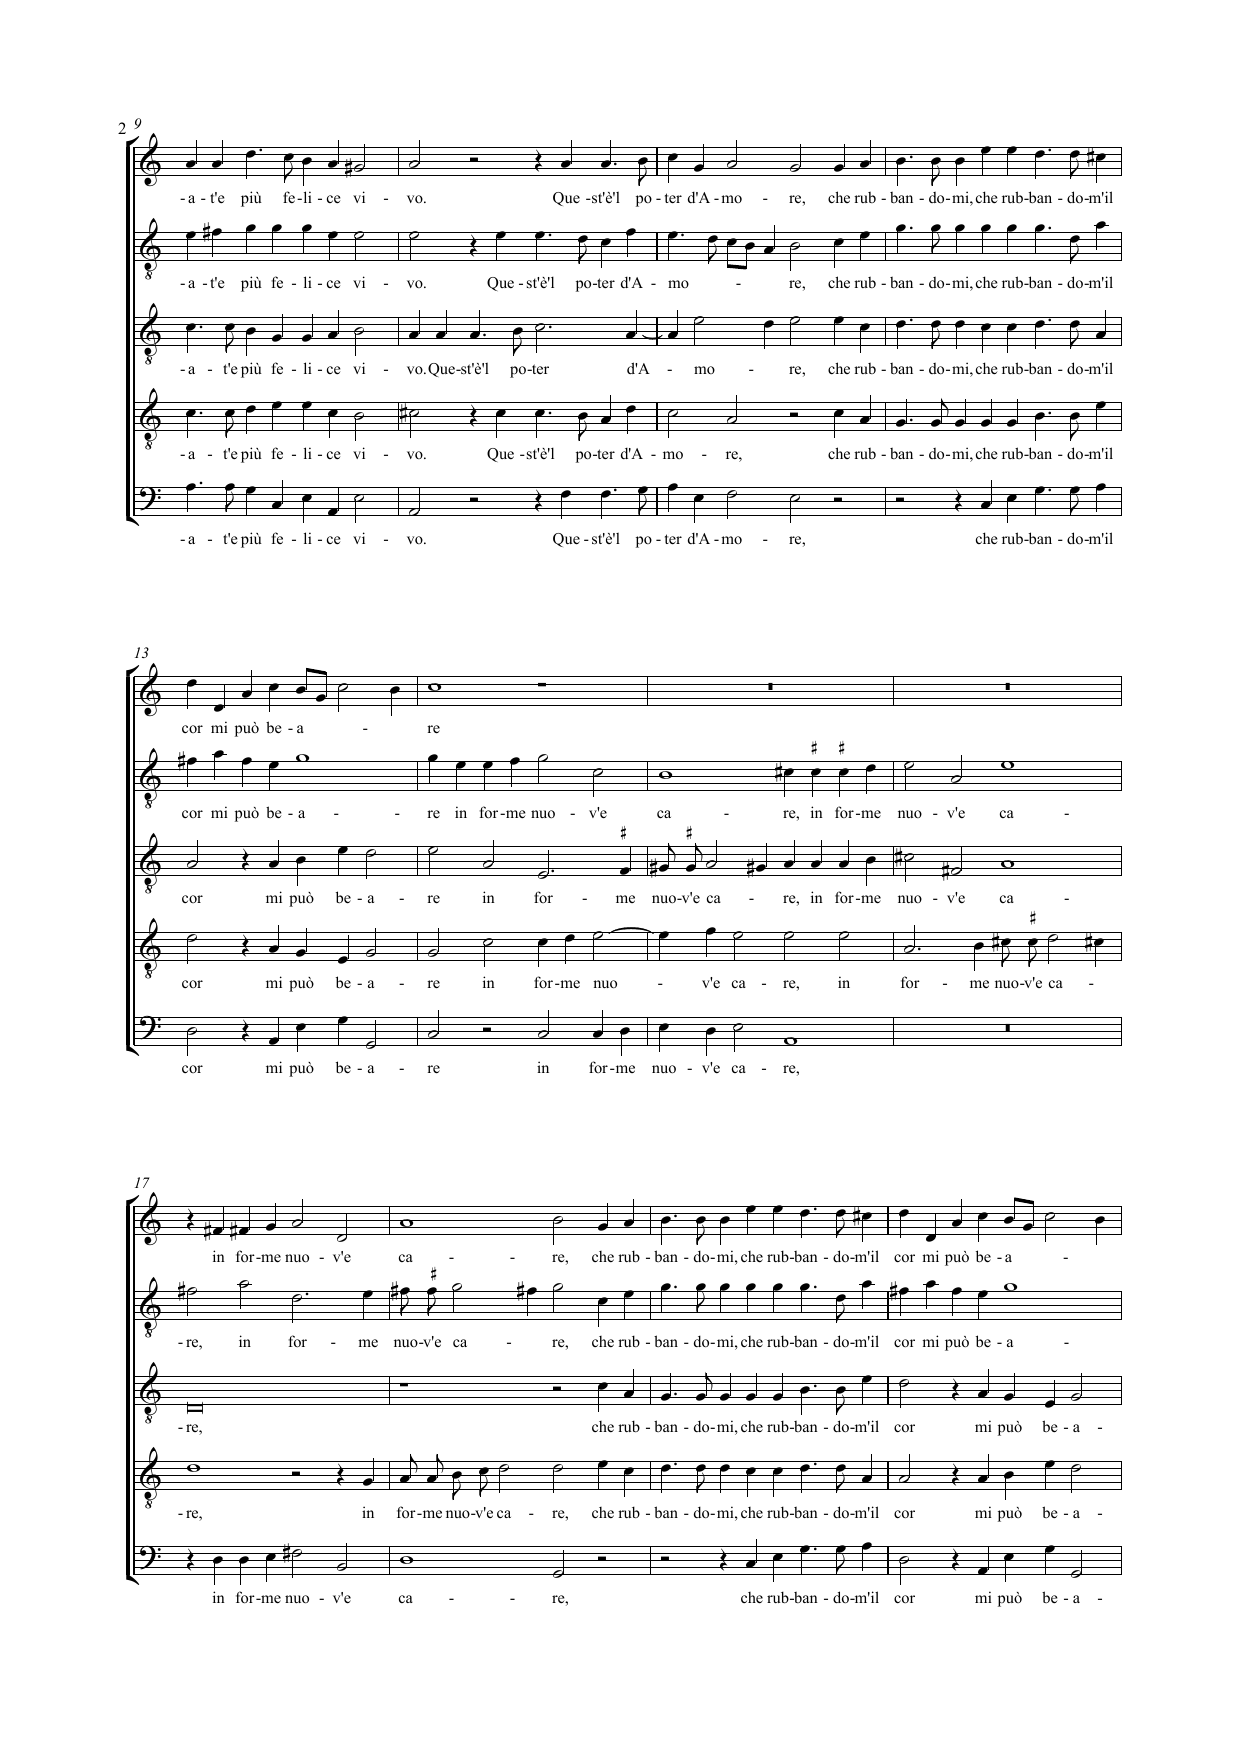 2 9
-a-t'e più fe-li-ce vi - vo. Que-st'è'l po-ter d'A-mo - re, che rub-ban-do-mi, che rub-ban-do-m'il
-a-t'e più fe-li-ce vi - vo. Que-st'è'l po-ter d'A-mo - re, che rub-ban-do-mi, che rub-ban-do-m'il
-a-t'e più fe-li-ce vi - vo. Que-st'è'l po-ter d'A-mo - re, che rub-ban-do-mi, che rub-ban-do-m'il
-a-t'e più fe-li-ce vi - vo. Que-st'è'l po-ter d'A-mo - re, che rub-ban-do-mi, che rub-ban-do-m'il
-a-t'e più fe-li-ce vi - vo. Que-st'è'l po-ter d'A-mo - re, che rub-ban-do-m'il
13
cor mi può be-a - re
cor mi può be-a - re in for-me nuo-v'e ca - re, in for-me nuo-v'e ca -
cor mi può be-a - re in for-me nuo-v'e ca-re, in for-me nuo-v'e ca -
cor mi può be-a - re in for-me nuo - v'e ca-re, in for-me nuo-v'e ca -
cor mi può be-a - re in for-me nuo-v'e ca-re,
17
in for-me nuo-v'e ca - re, che rub-ban-do-mi, che rub-ban-do-m'il cor mi può be-a -
-re, in for-me nuo-v'e ca - re, che rub-ban-do-mi, che rub-ban-do-m'il cor mi può be-a -
-re, che rub-ban-do-mi, che rub-ban-do-m'il cor mi può be-a -
-re, in for-me nuo-v'e ca-re, che rub-ban-do-mi, che rub-ban-do-m'il cor mi può be-a -
in for-me nuo-v'e ca - re, che rub-ban-do-m'il cor mi può be-a -